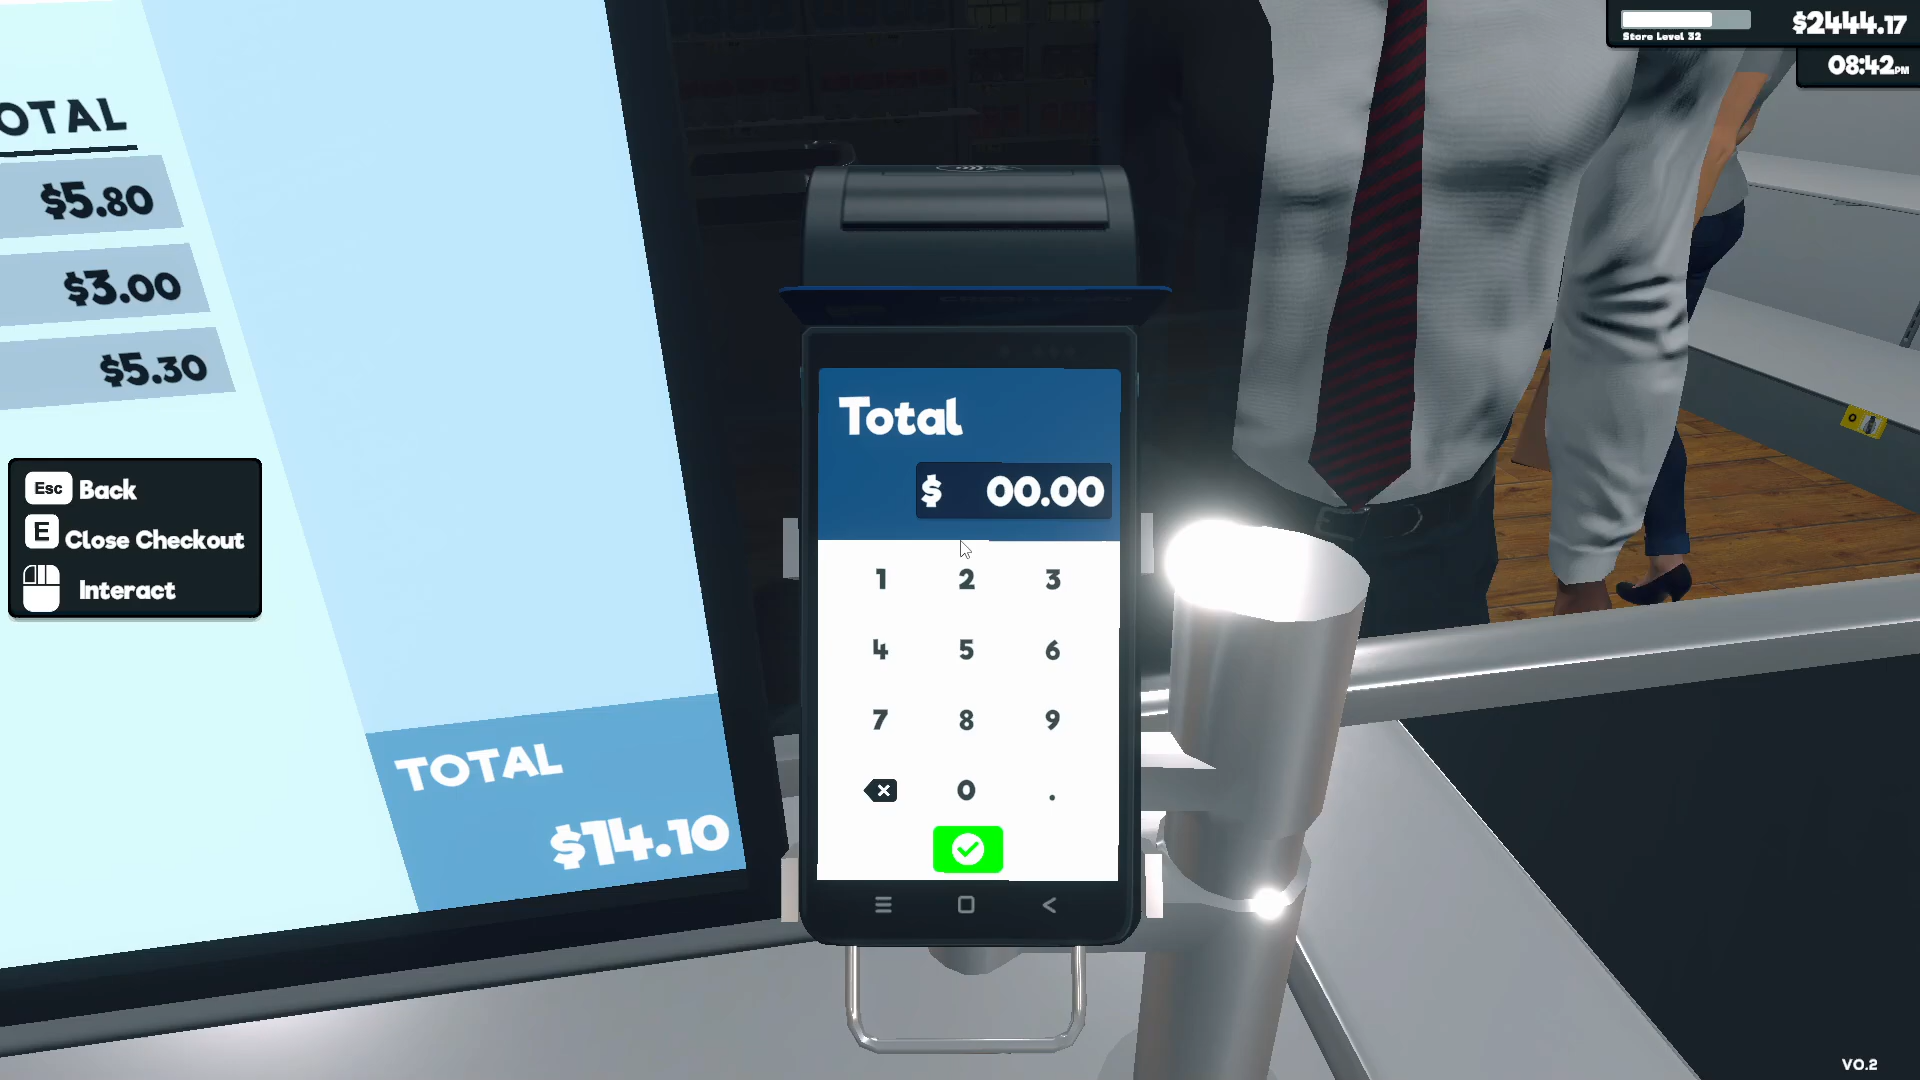 $2444.17
Store Level 32
08:42PM
OTAL
$5.80
$3.00
$5.30
TOTAL
$14.10
Esc Back
E Close Checkout
Interact
Total
$ 00.00
1 2 3
4 5 6
7 8 9
0 .
V0.2